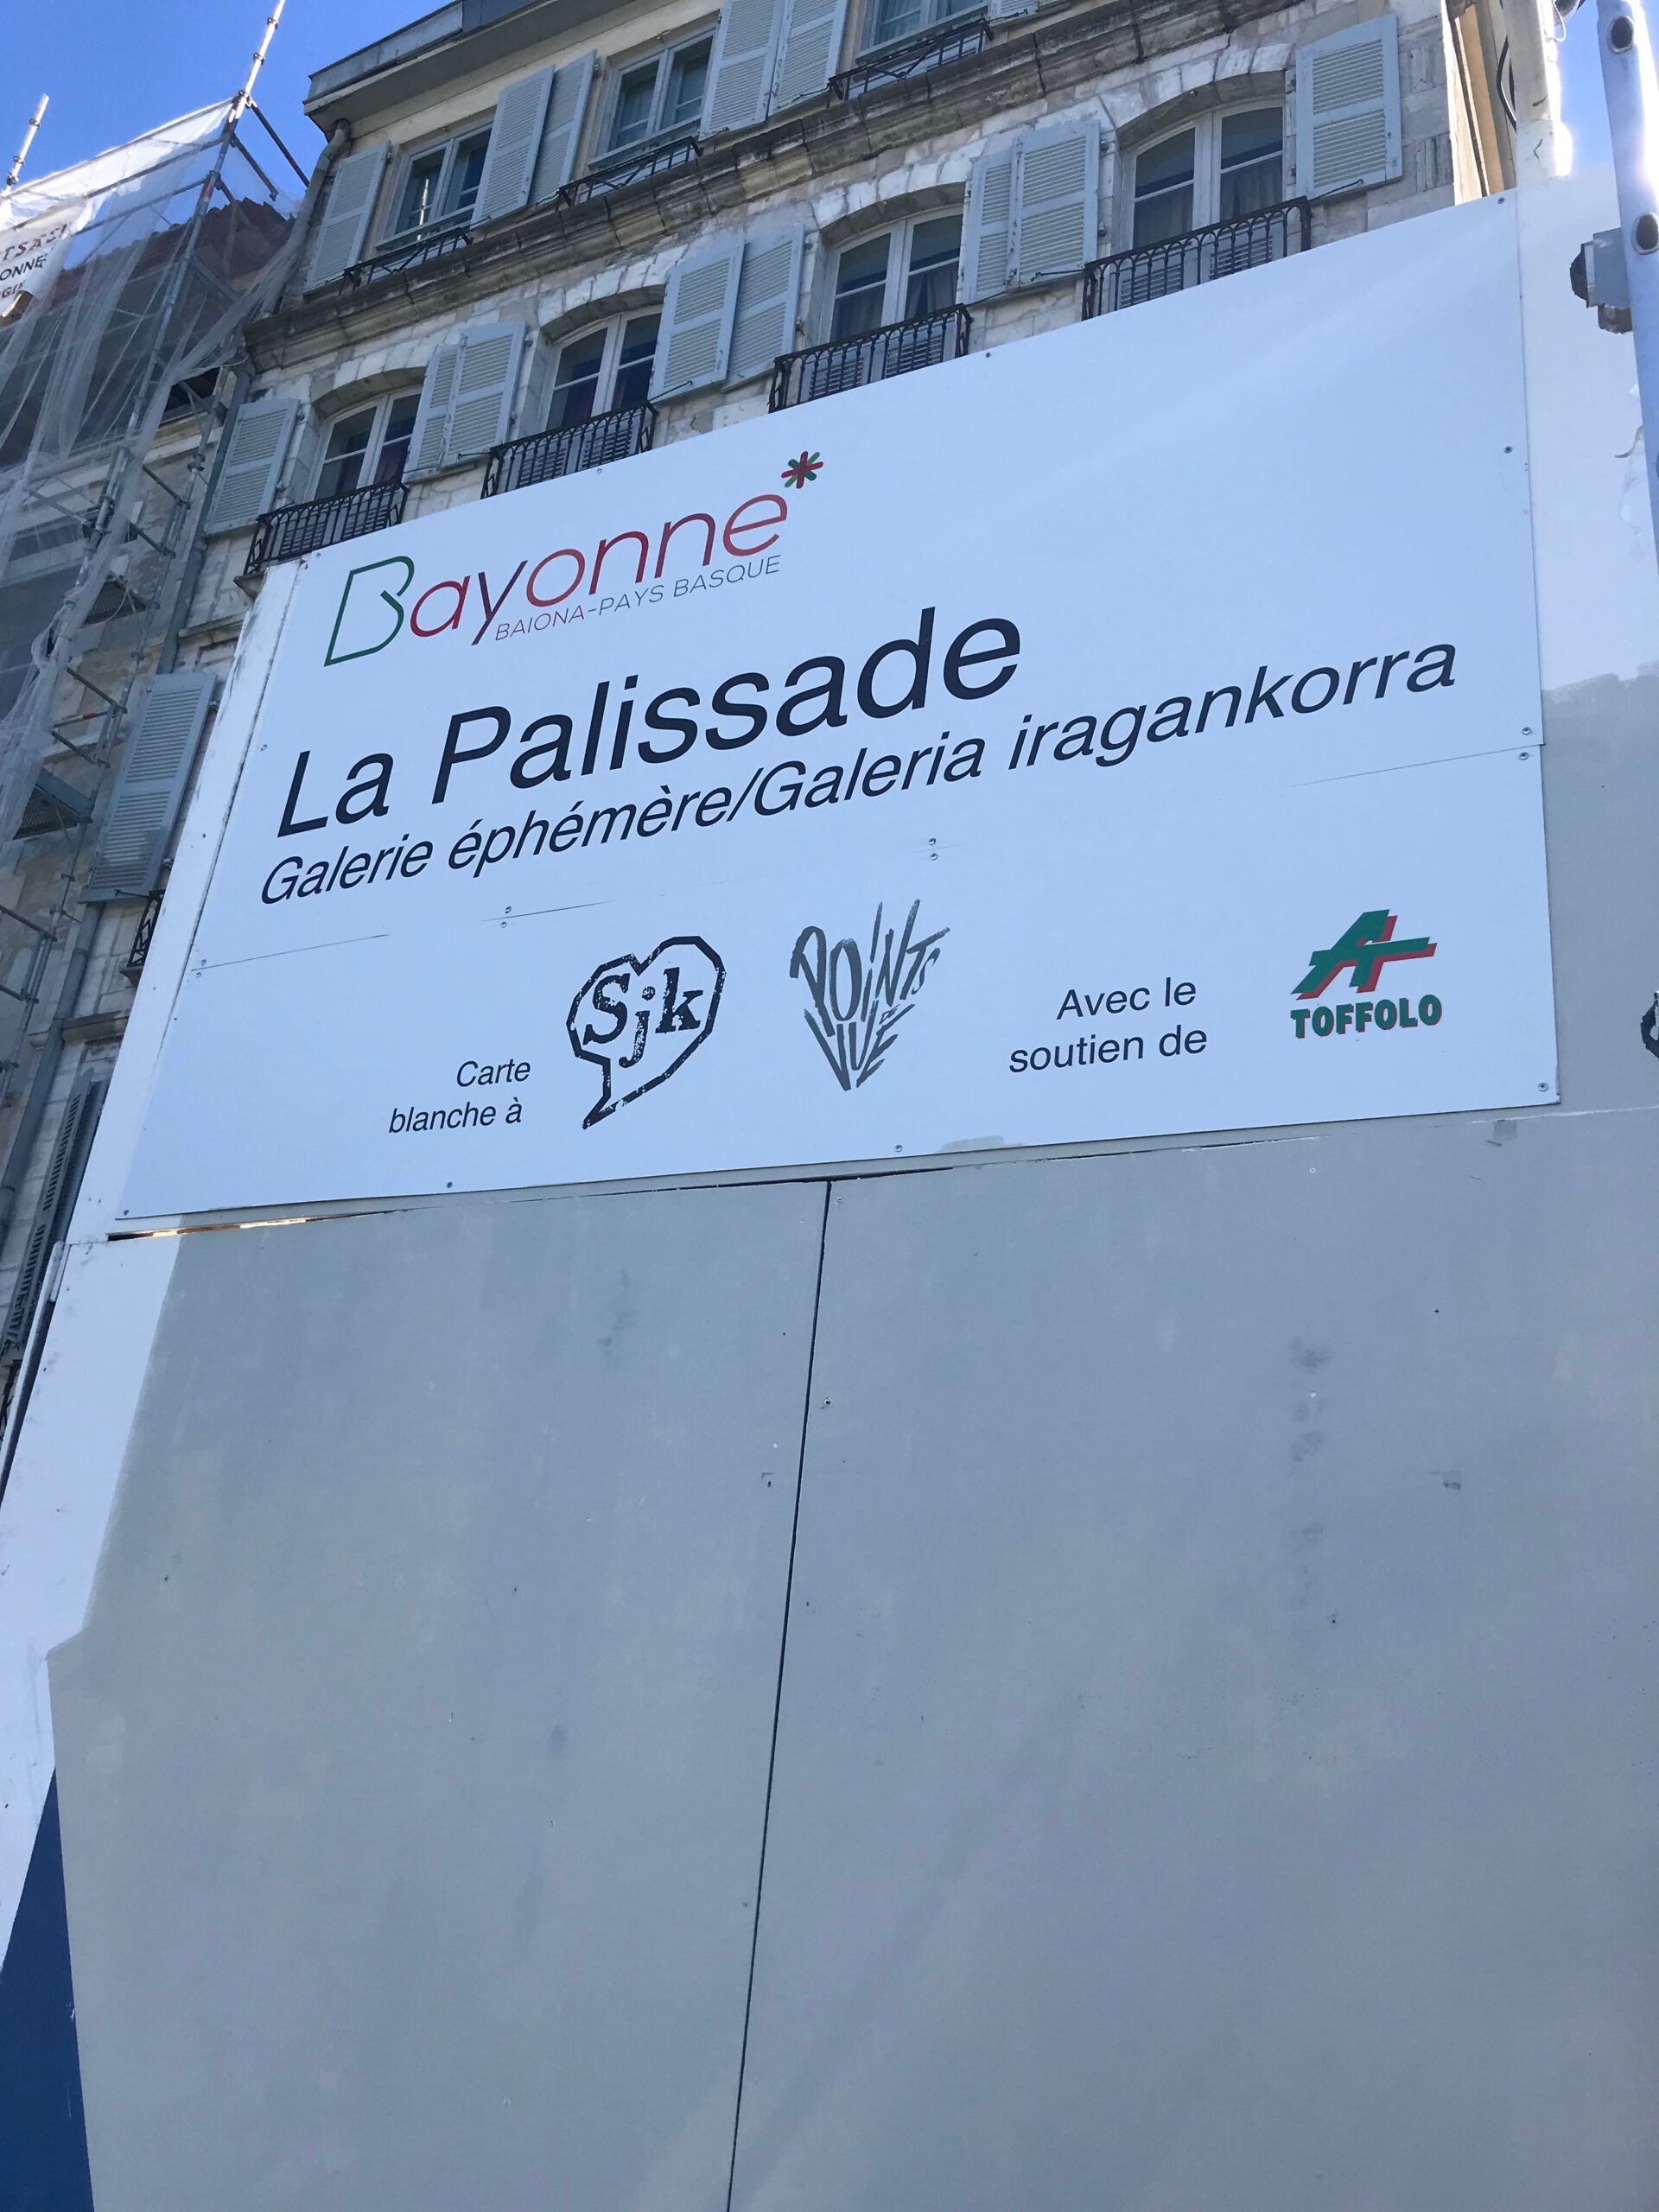 Bayonne*
BAIONA-PAYS BASQUE
La Palissade
Galerie éphémère/Galeria iragankorra
Carte
blanche à
Sjk
POiNTS
DE
VUE
Avec le
soutien de
TOFFOLO